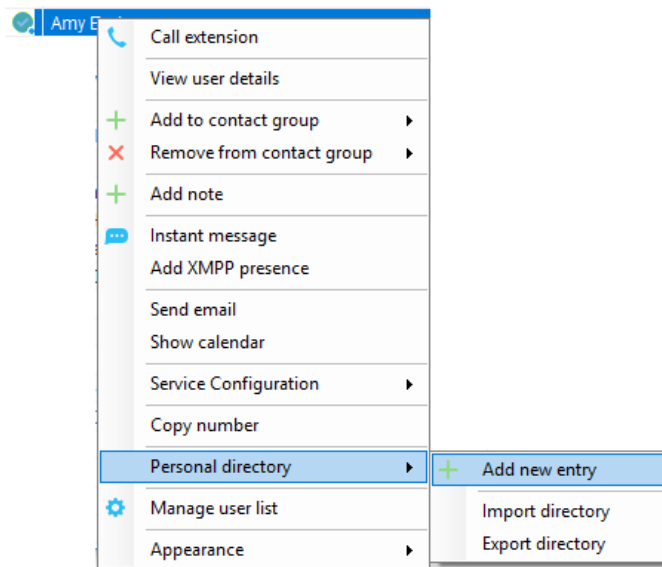 Amy
Call extension
View user details
Add to contact group
Remove from contact group
Add note
Instant message
Add XMPP presence
Send email
Show calendar
Service Configuration
Copy number
Personal directory
Add new entry
Manage user list
Import directory
Export directory
Appearance